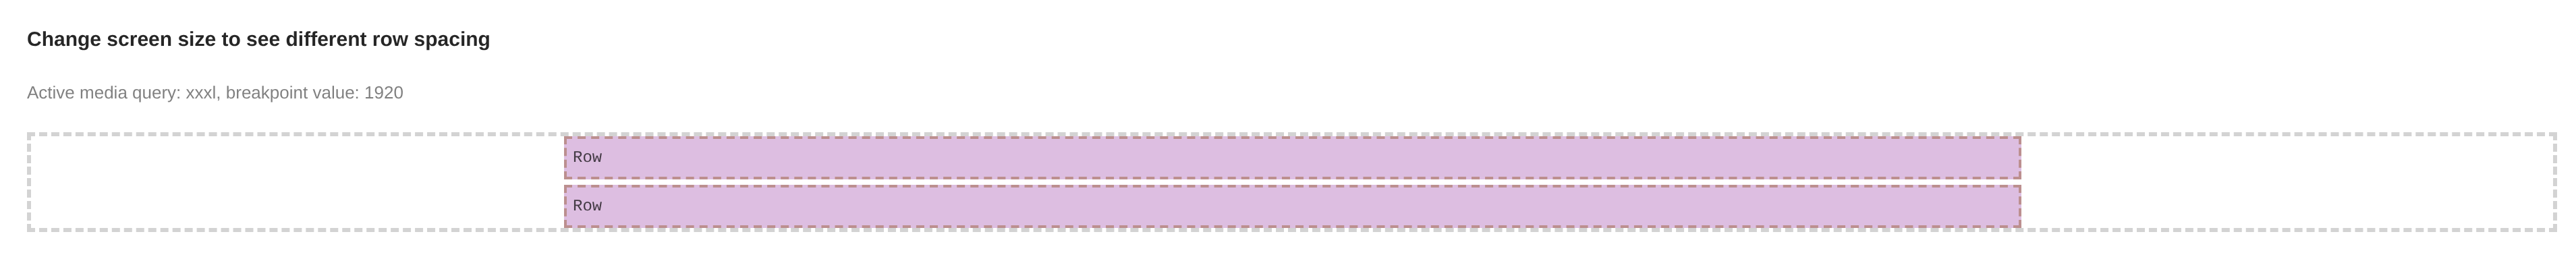 Change screen size to see different row spacing
Active media query: xxxl, breakpoint value: 1920
Row
Row